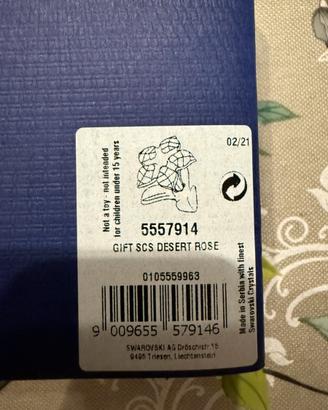 Not a toy - not intended
for children under 15 years
02/21
5557914
GIFT SCS DESERT ROSE
0105559963
9 009655 579146
SWAROVSKI AG Dröschistr. 15
9495 Triesen, Liechtenstein
Made in Serbia with finest
Swarovski Crystals